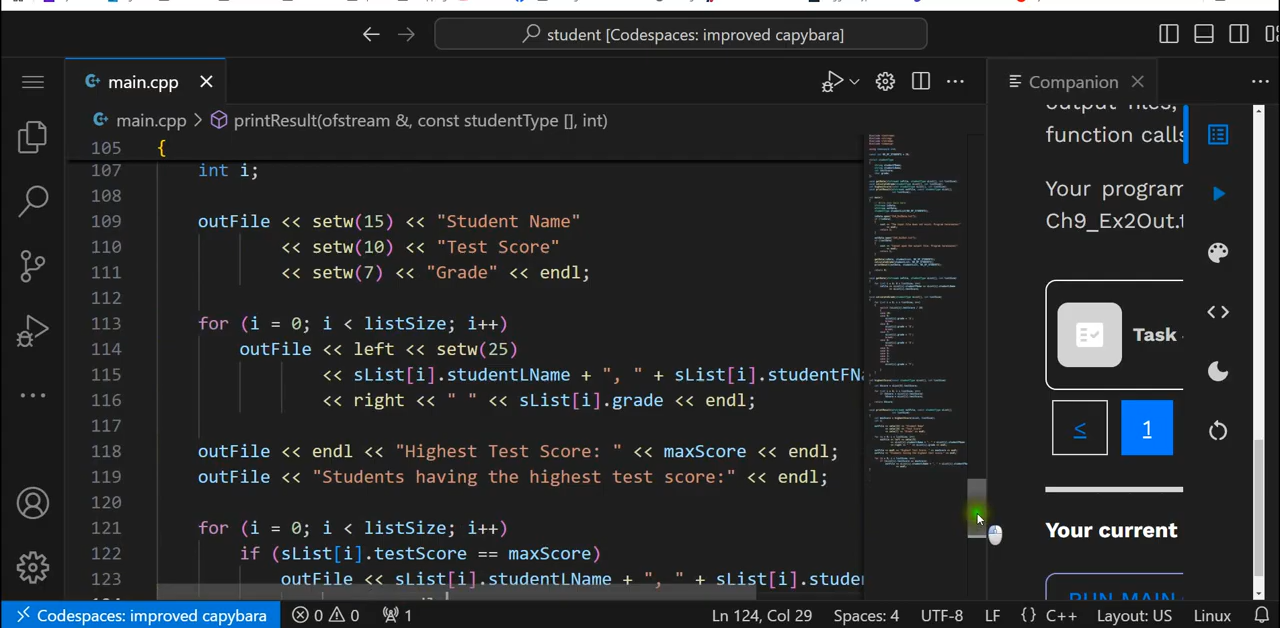 student [Codespaces: improved capybara]
main.cpp
Companion
main.cpp > printResult(ofstream &, const studentType [], int)
105 {
107 int i;
108
109 outFile << setw(15) << "Student Name"
110 << setw(10) << "Test Score"
111 << setw(7) << "Grade" << endl;
112
113 for (i = 0; i < listSize; i++)
114 outFile << left << setw(25)
115 << sList[i].studentLName + ", " + sList[i].studentFNa
116 << right << " " << sList[i].grade << endl;
117
118 outFile << endl << "Highest Test Score: " << maxScore << endl;
119 outFile << "Students having the highest test score:" << endl;
120
121 for (i = 0; i < listSize; i++)
122 if (sList[i].testScore == maxScore)
123 outFile << sList[i].studentLName + ", " + sList[i].studen
output files,
function calls
Your program
Ch9_Ex2Out.t
Task
≤ 1
Your current
RUN MAIN
Codespaces: improved capybara 0 0 1 Ln 124, Col 29 Spaces: 4 UTF-8 LF {} C++ Layout: US Linux